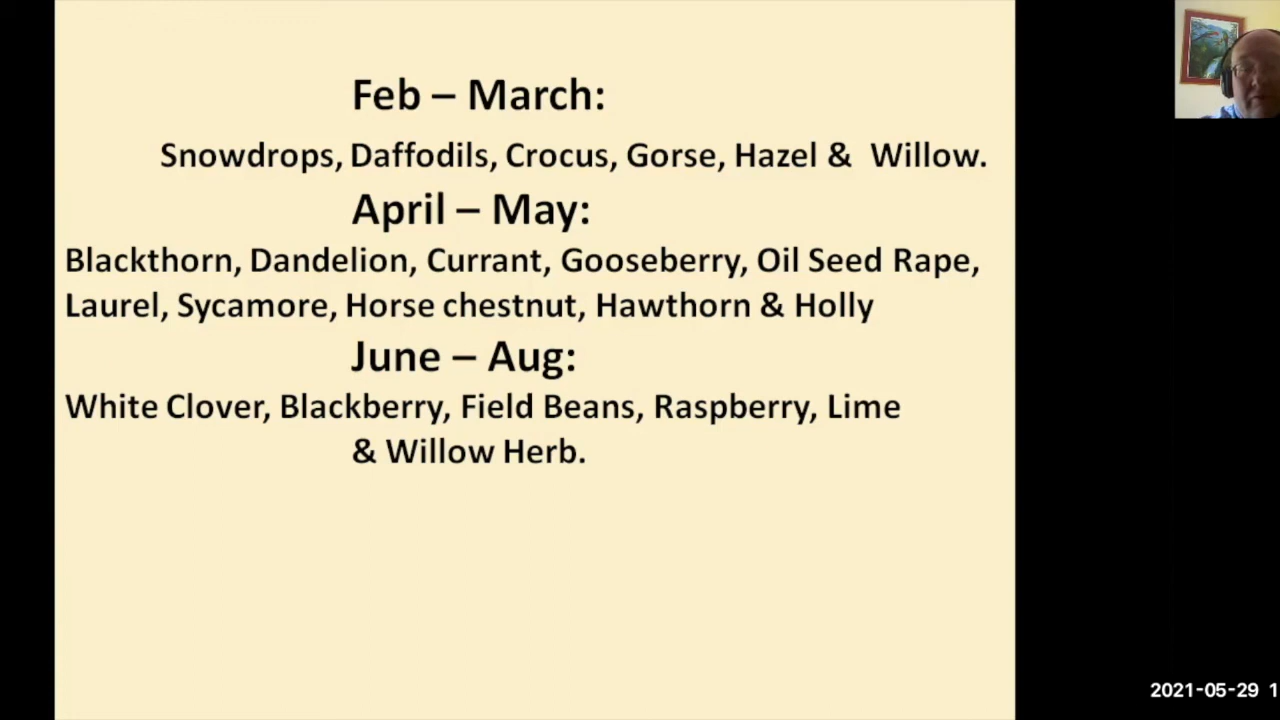 Feb – March:
Snowdrops, Daffodils, Crocus, Gorse, Hazel & Willow.
April – May:
Blackthorn, Dandelion, Currant, Gooseberry, Oil Seed Rape,
Laurel, Sycamore, Horse chestnut, Hawthorn & Holly
June – Aug:
White Clover, Blackberry, Field Beans, Raspberry, Lime
& Willow Herb.
2021-05-29 1